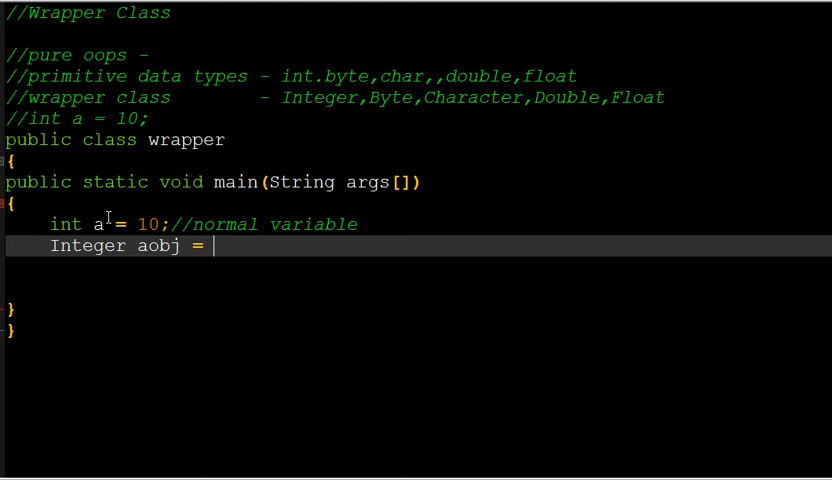 //Wrapper Class
//pure oops -
//primitive data types - int.byte,char,,double,float
//wrapper class        - Integer,Byte,Character,Double,Float
//int a = 10;
public class wrapper
{
public static void main(String args[])
{
    int a = 10;//normal variable
    Integer aobj =
}
}